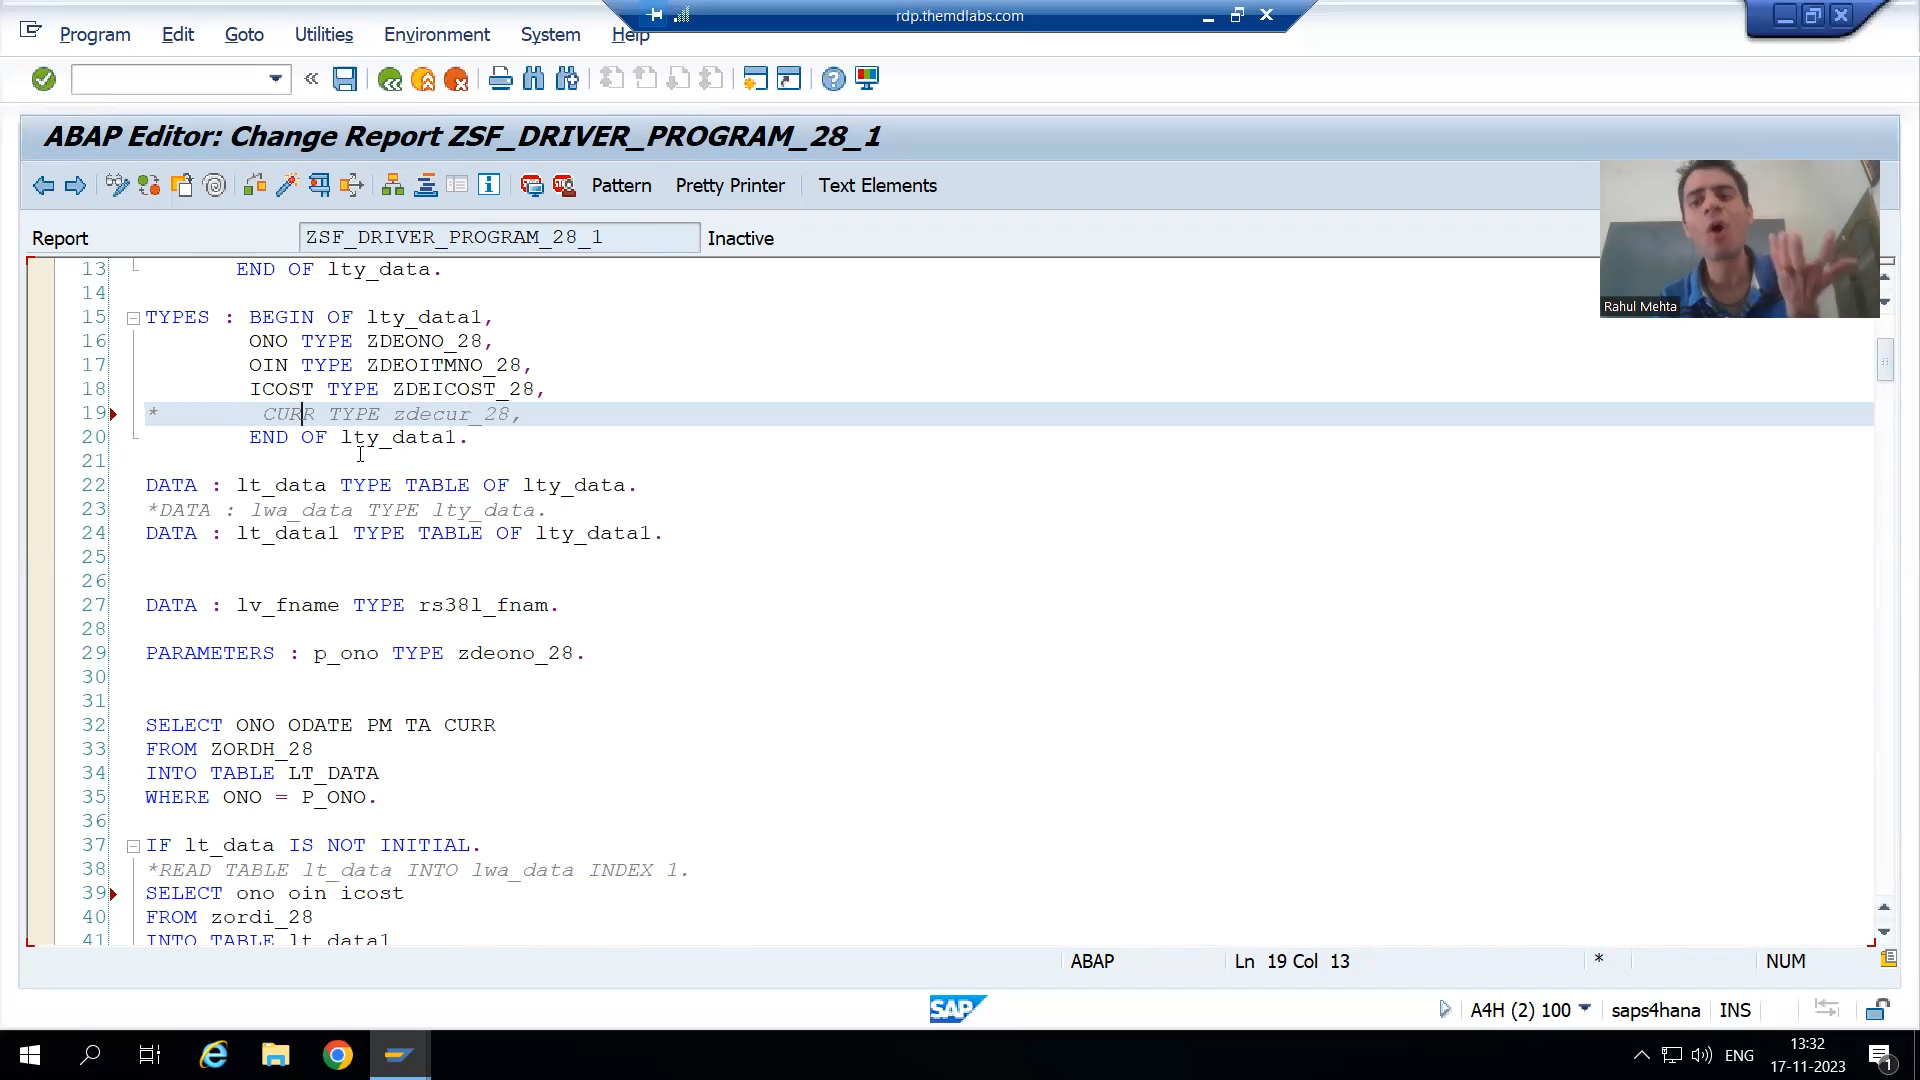 rdp.themdlabs.com
Program Edit Goto Utilities Environment System Help
ABAP Editor: Change Report ZSF_DRIVER_PROGRAM_28_1
Pattern Pretty Printer Text Elements
Report ZSF_DRIVER_PROGRAM_28_1 Inactive
Rahul Mehta
13 END OF lty_data.
14
15 TYPES : BEGIN OF lty_data1,
16 ONO TYPE ZDEONO_28,
17 OIN TYPE ZDEOITMNO_28,
18 ICOST TYPE ZDEICOST_28,
19 * CURR TYPE zdecur_28,
20 END OF lty_data1.
21
22 DATA : lt_data TYPE TABLE OF lty_data.
23 *DATA : lwa_data TYPE lty_data.
24 DATA : lt_data1 TYPE TABLE OF lty_data1.
25
26
27 DATA : lv_fname TYPE rs38l_fnam.
28
29 PARAMETERS : p_ono TYPE zdeono_28.
30
31
32 SELECT ONO ODATE PM TA CURR
33 FROM ZORDH_28
34 INTO TABLE LT_DATA
35 WHERE ONO = P_ONO.
36
37 IF lt_data IS NOT INITIAL.
38 *READ TABLE lt_data INTO lwa_data INDEX 1.
39 SELECT ono oin icost
40 FROM zordi_28
41 INTO TABLE lt_data1
ABAP Ln 19 Col 13 * NUM
SAP A4H (2) 100 saps4hana INS
ENG 13:32
17-11-2023 1